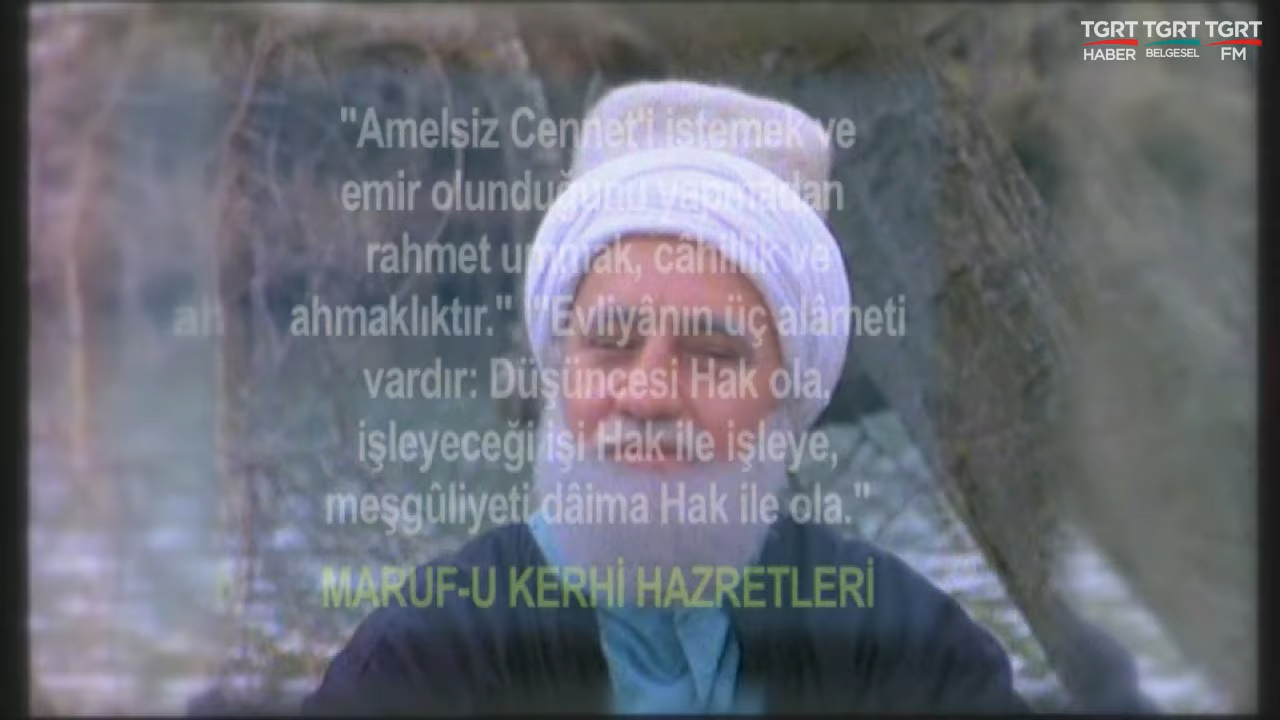 TGRT TGRT TGRT
HABER BELGESEL FM
"Amelsiz Cennet'i istemek ve
emir olunduğunu yapmadan
rahmet ummak, câhillik ve
ahmaklıktır." "Evliyânın üç alâmeti
vardır: Düşüncesi Hak ola,
işleyeceği işi Hak ile işleye,
meşgûliyeti dâima Hak ile ola."
MARUF-U KERHİ HAZRETLERİ